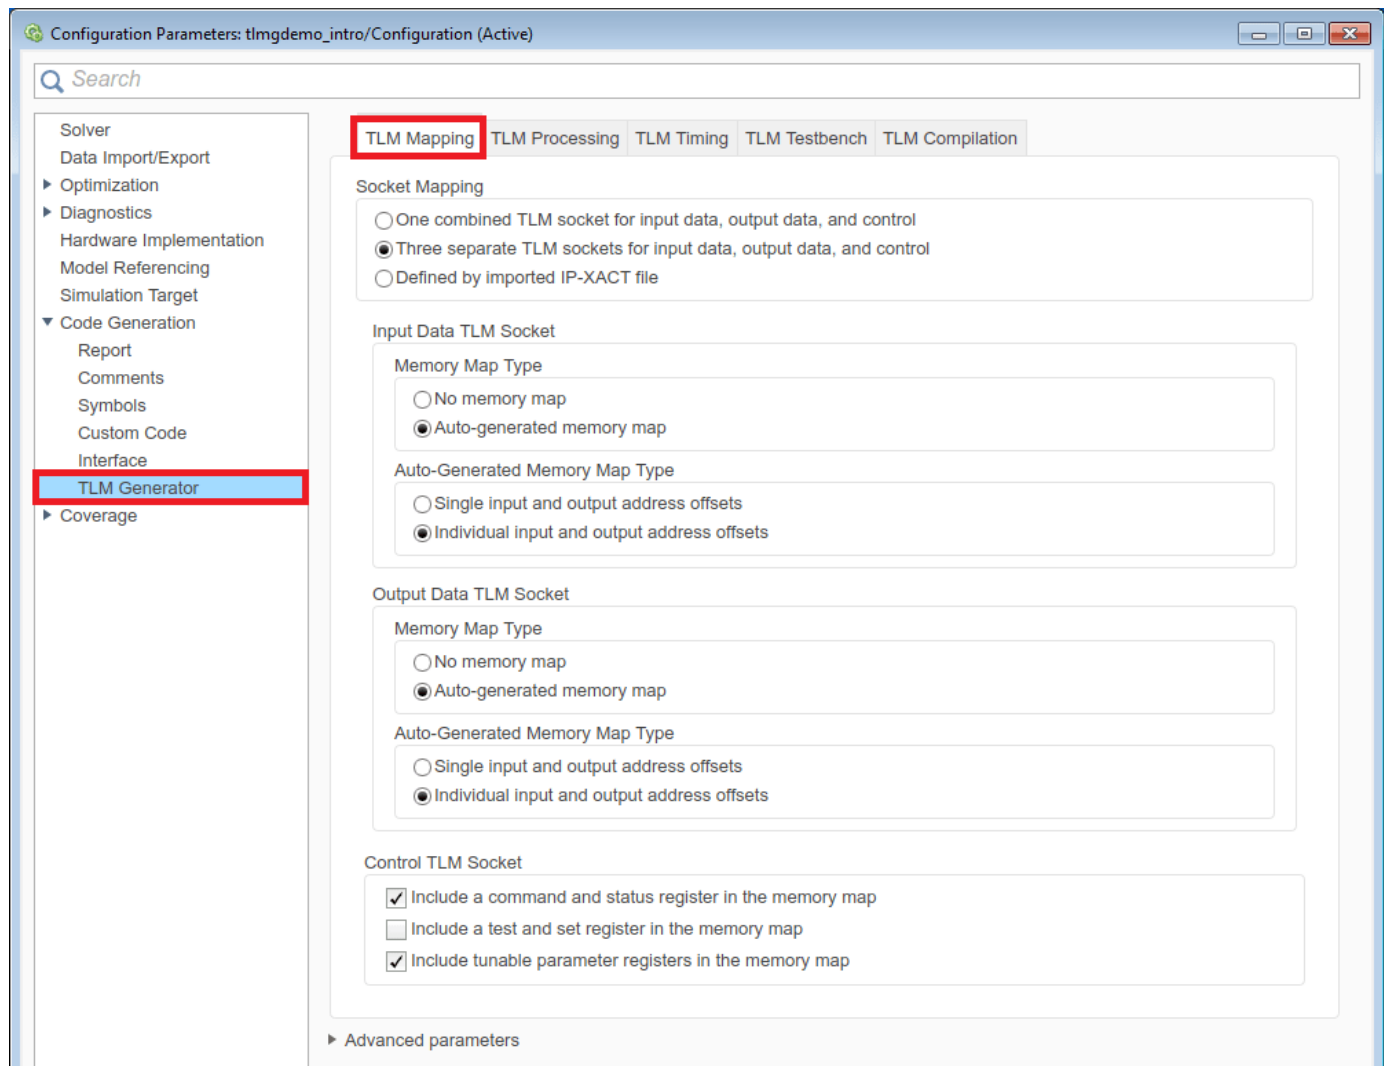 Configuration Parameters: tlmgdemo_intro/Configuration (Active)
Search
Solver
Data Import/Export
Optimization
Diagnostics
Hardware Implementation
Model Referencing
Simulation Target
Code Generation
Report
Comments
Symbols
Custom Code
Interface
TLM Generator
Coverage
TLM Mapping TLM Processing TLM Timing TLM Testbench TLM Compilation
Socket Mapping
One combined TLM socket for input data, output data, and control
Three separate TLM sockets for input data, output data, and control
Defined by imported IP-XACT file
Input Data TLM Socket
Memory Map Type
No memory map
Auto-generated memory map
Auto-Generated Memory Map Type
Single input and output address offsets
Individual input and output address offsets
Output Data TLM Socket
Memory Map Type
No memory map
Auto-generated memory map
Auto-Generated Memory Map Type
Single input and output address offsets
Individual input and output address offsets
Control TLM Socket
Include a command and status register in the memory map
Include a test and set register in the memory map
Include tunable parameter registers in the memory map
Advanced parameters